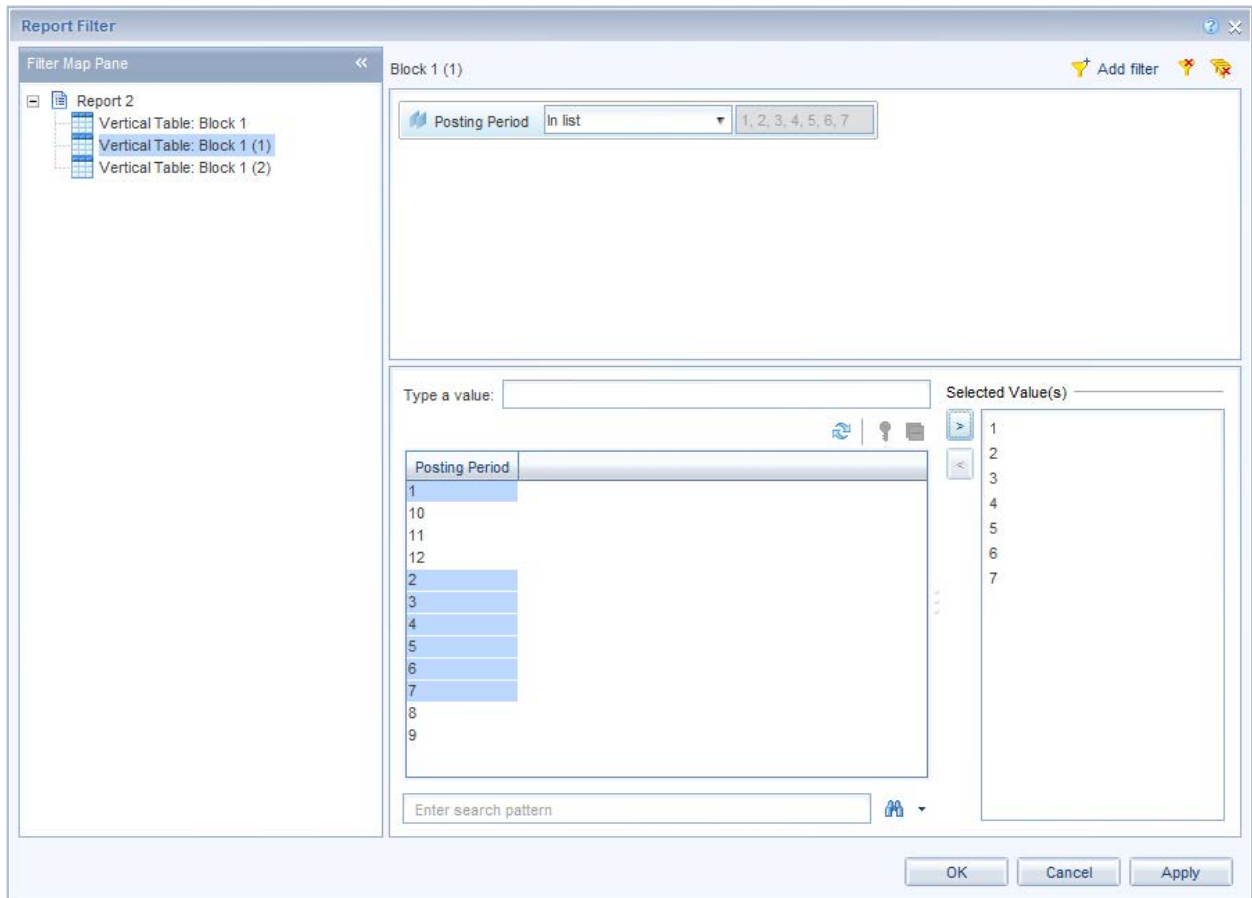 Report Filter
Filter Map Pane
Report 2
Vertical Table: Block 1
Vertical Table: Block 1 (1)
Vertical Table: Block 1 (2)
Block 1 (1)
Add filter
Posting Period In list 1, 2, 3, 4, 5, 6, 7
Type a value:
Posting Period
1
10
11
12
2
3
4
5
6
7
8
9
Enter search pattern
Selected Value(s)
>
<
1
2
3
4
5
6
7
OK Cancel Apply